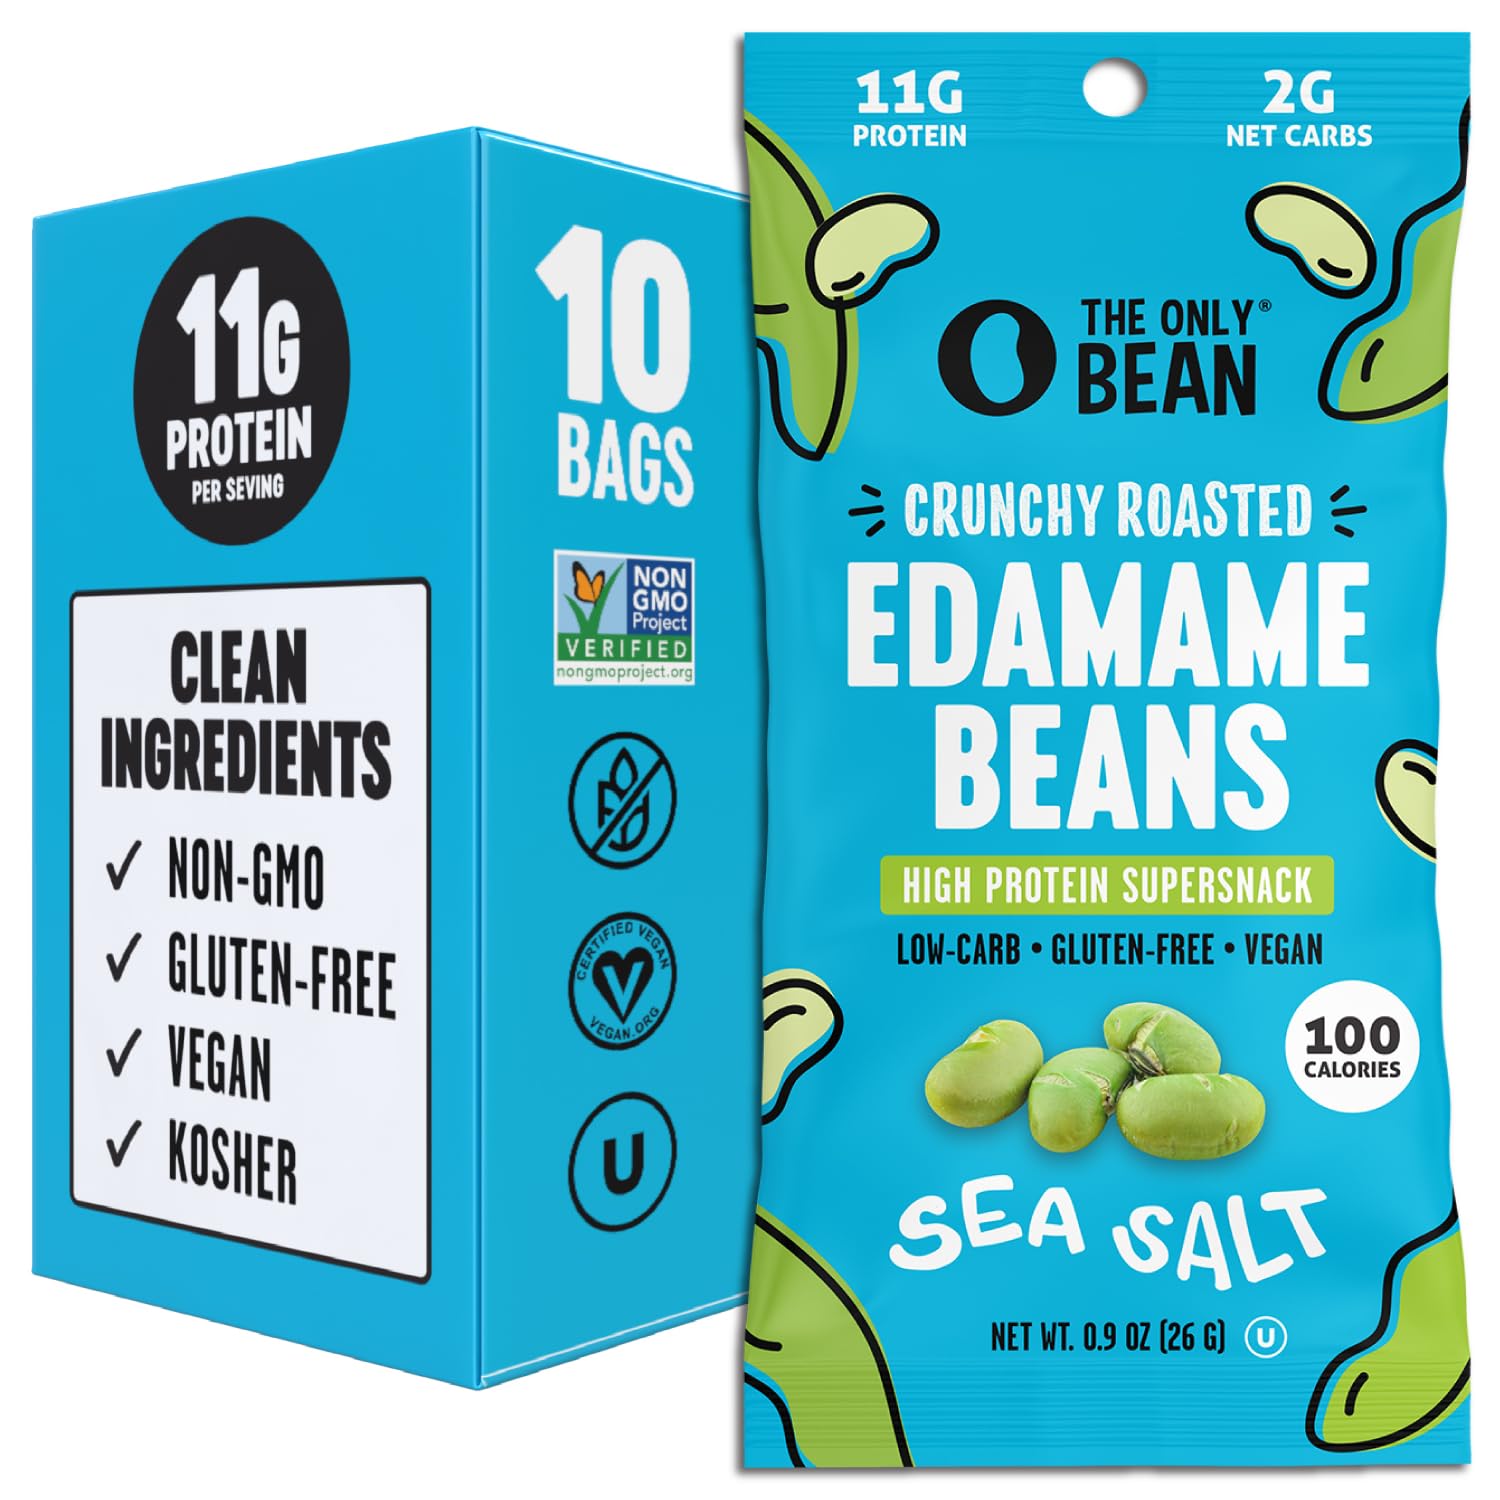 11G
PROTEIN
PER SEVING
CLEAN
INGREDIENTS
✓ NON-GMO
✓ GLUTEN-FREE
✓ VEGAN
✓ KOSHER
10
BAGS
NON
GMO
Project
VERIFIED
nongmoproject.org
CERTIFIED VEGAN
V
VEGAN.ORG
U
11G
PROTEIN
2G
NET CARBS
THE ONLY®
BEAN
CRUNCHY ROASTED
EDAMAME
BEANS
HIGH PROTEIN SUPERSNACK
LOW-CARB • GLUTEN-FREE • VEGAN
100
CALORIES
SEA SALT
NET WT. 0.9 OZ (26 G) U